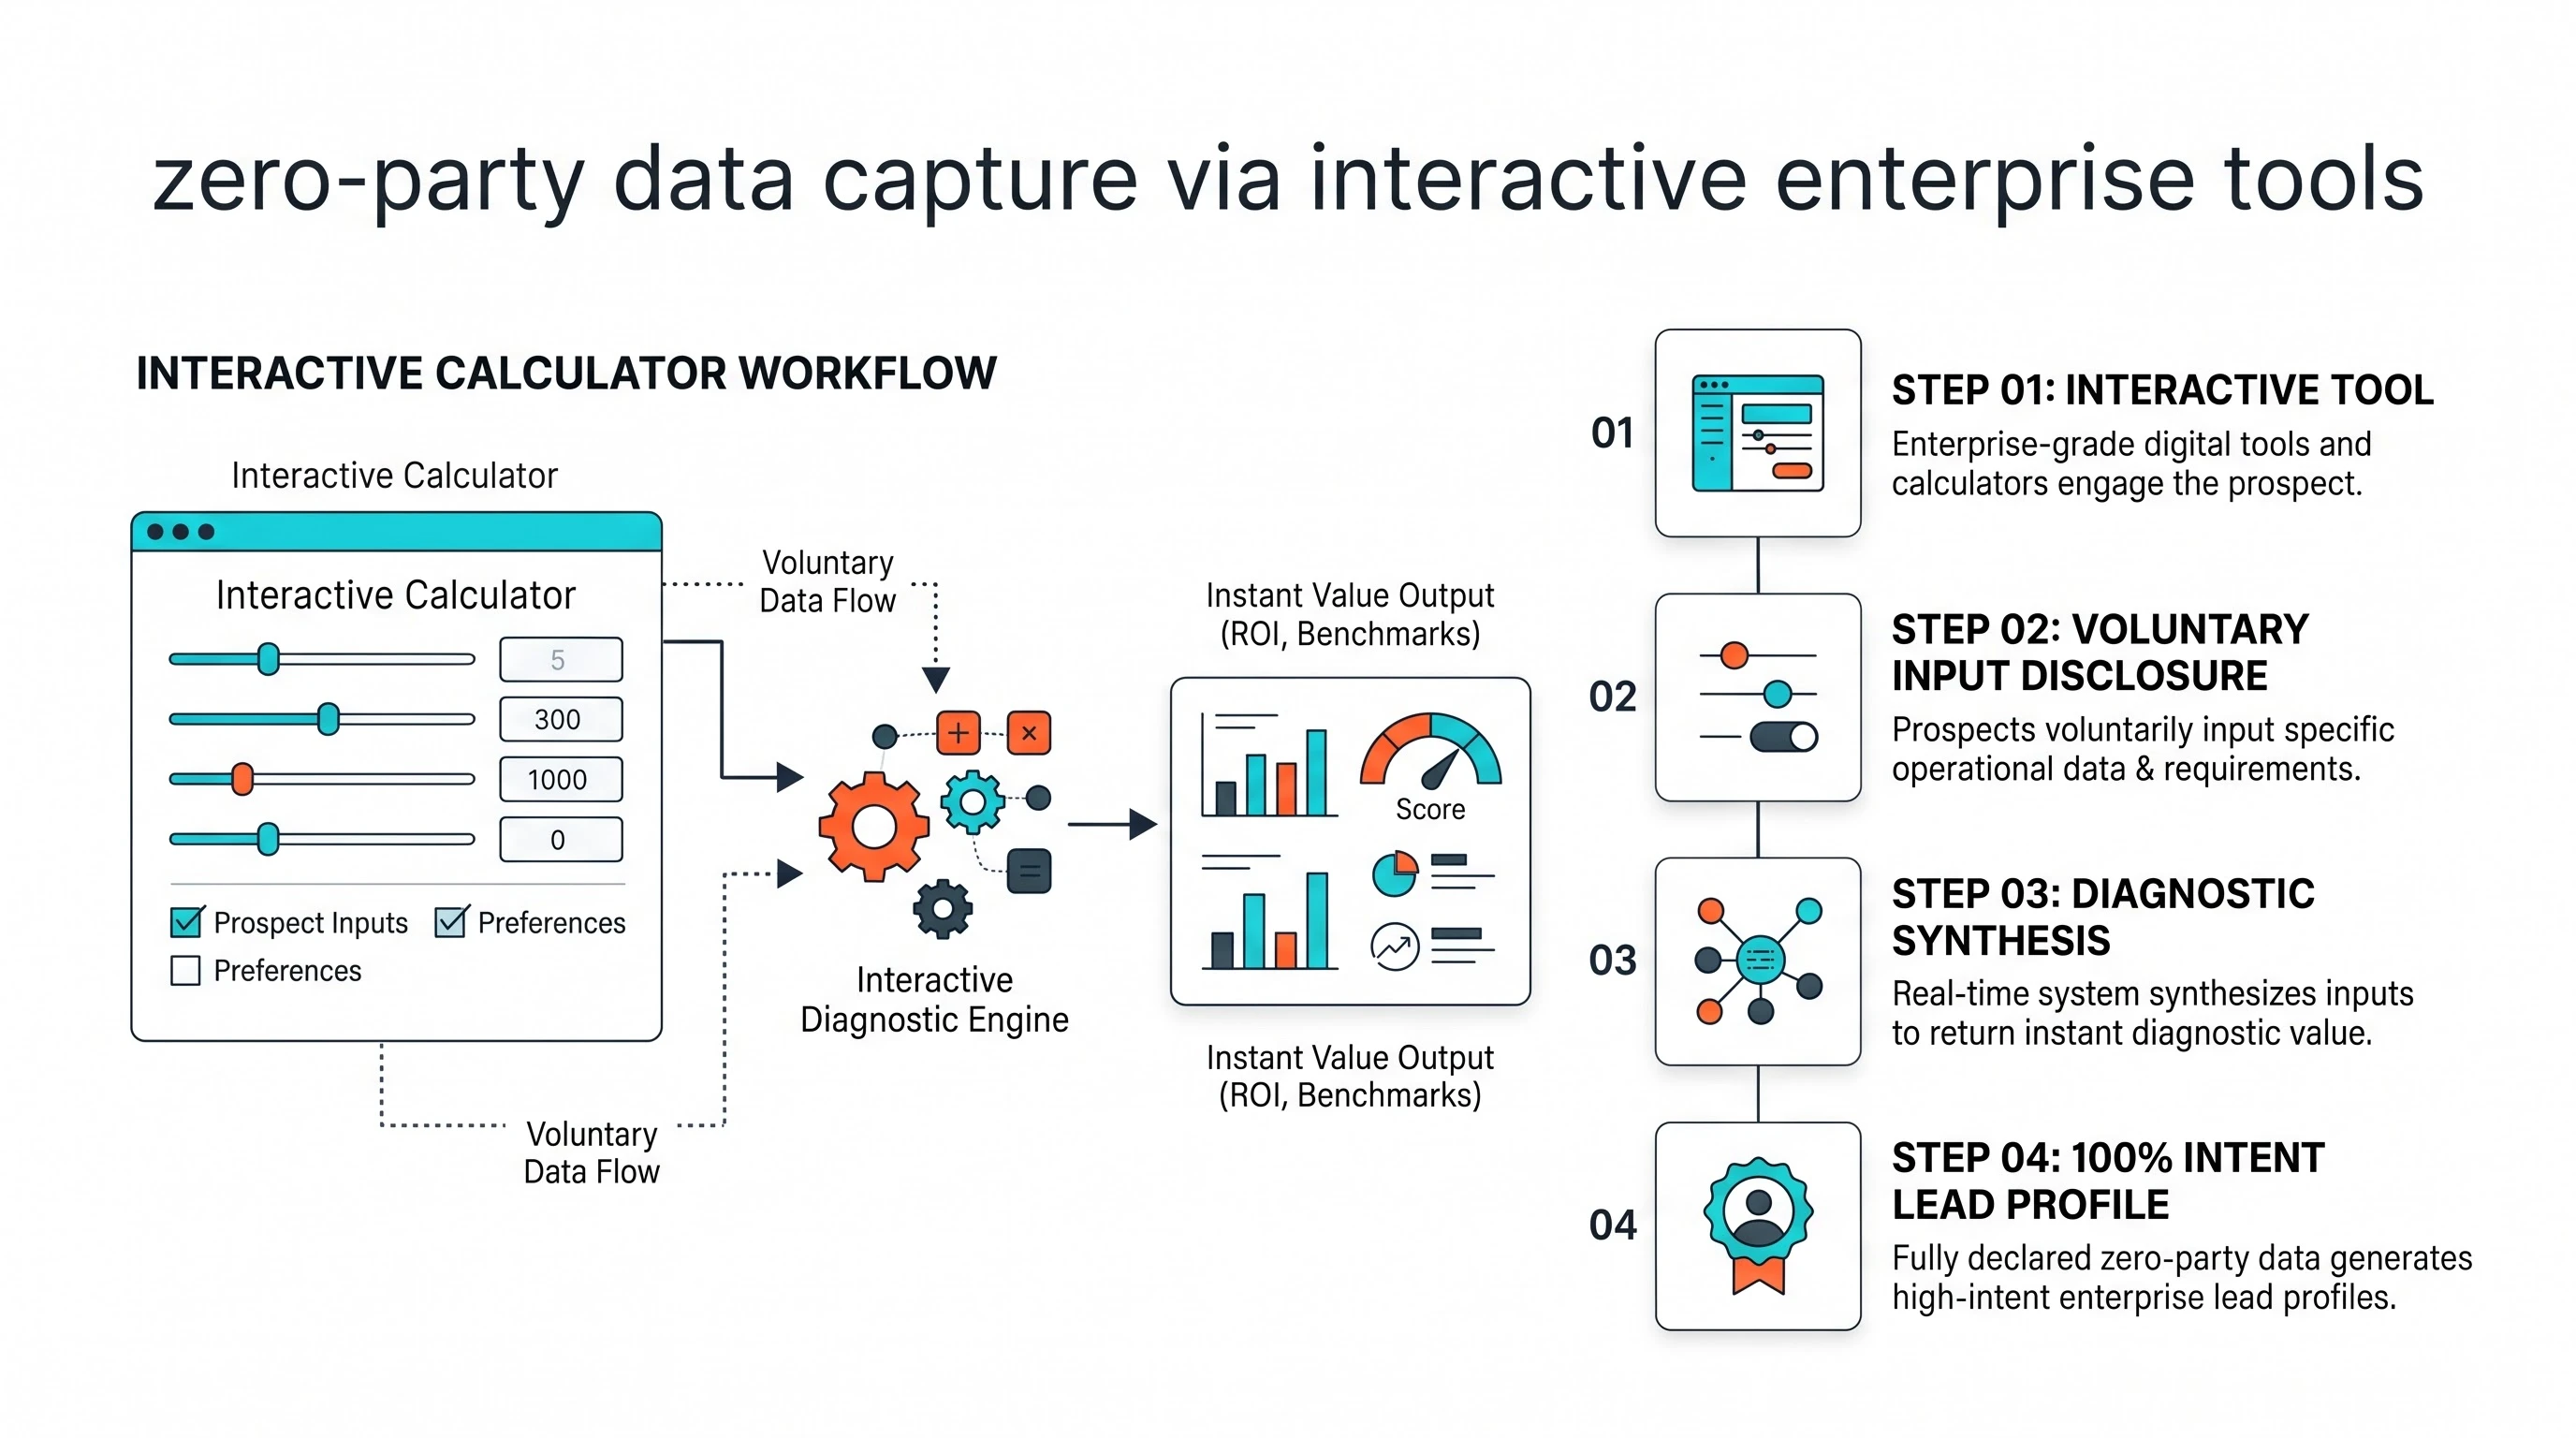 zero-party data capture via interactive enterprise tools
INTERACTIVE CALCULATOR WORKFLOW
Interactive Calculator
Interactive Calculator
5
300
1000
0
Prospect Inputs
Preferences
Preferences
Voluntary
Data Flow
Voluntary
Data Flow
+
×
=
Interactive
Diagnostic Engine
Instant Value Output
(ROI, Benchmarks)
Score
Instant Value Output
(ROI, Benchmarks)
01
STEP 01: INTERACTIVE TOOL
Enterprise-grade digital tools and
calculators engage the prospect.
02
STEP 02: VOLUNTARY
INPUT DISCLOSURE
Prospects voluntarily input specific
operational data & requirements.
03
STEP 03: DIAGNOSTIC
SYNTHESIS
Real-time system synthesizes inputs
to return instant diagnostic value.
04
STEP 04: 100% INTENT
LEAD PROFILE
Fully declared zero-party data generates
high-intent enterprise lead profiles.